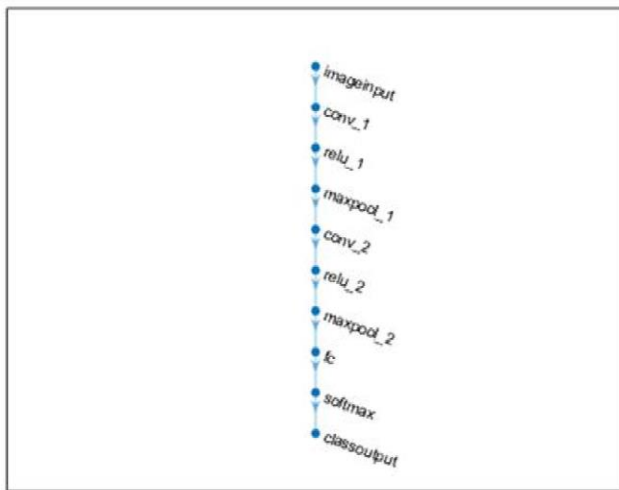 imageinput
conv_1
relu_1
maxpool_1
conv_2
relu_2
maxpool_2
fc
softmax
classoutput